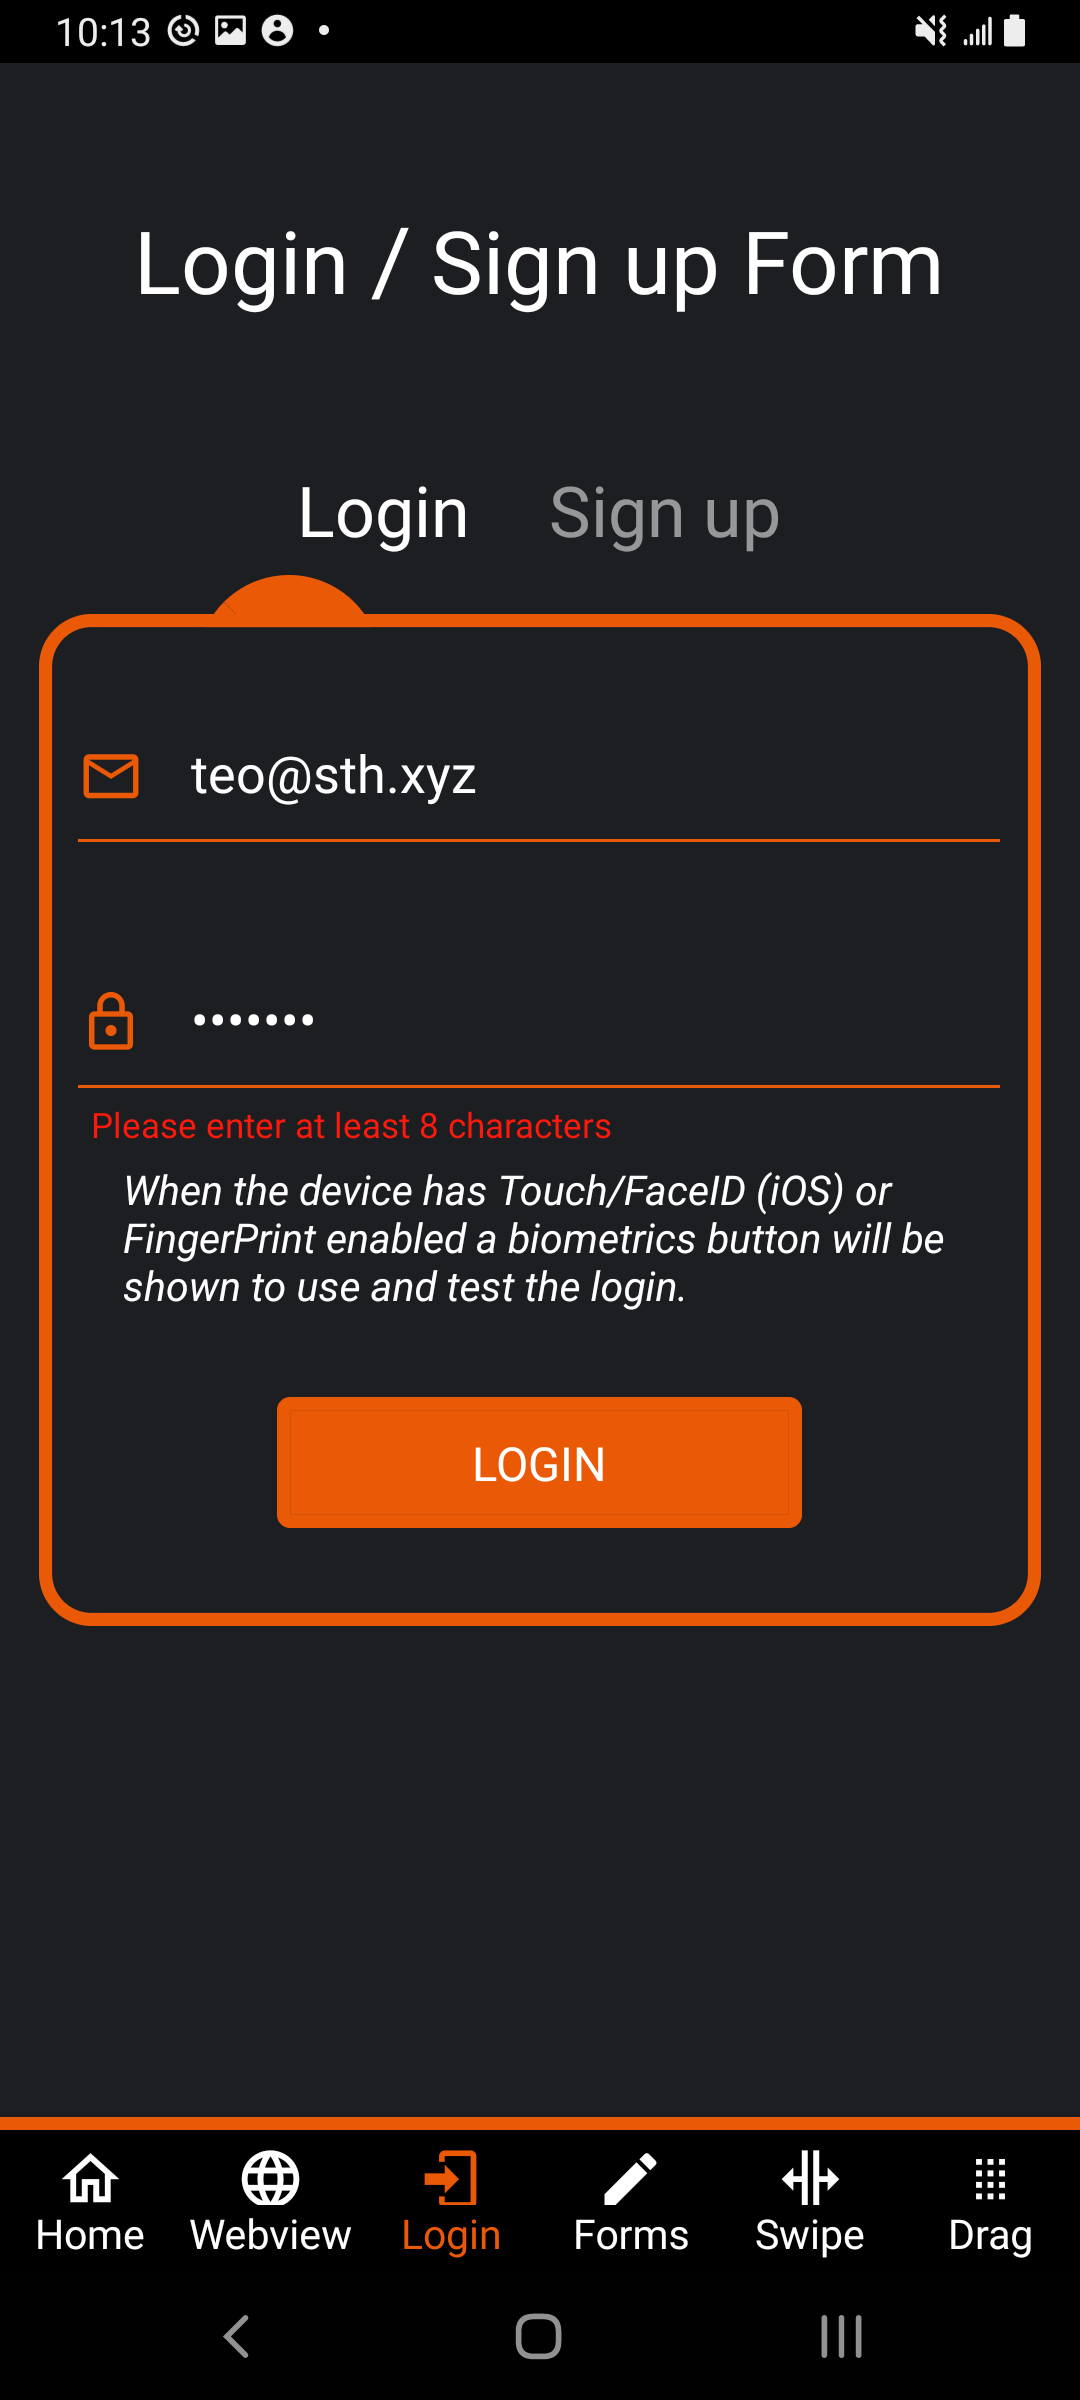 10:13
Login / Sign up Form
Login Sign up
teo@sth.xyz
•••••••
Please enter at least 8 characters
When the device has Touch/FaceID (iOS) or
FingerPrint enabled a biometrics button will be
shown to use and test the login.
LOGIN
Home Webview Login Forms Swipe Drag